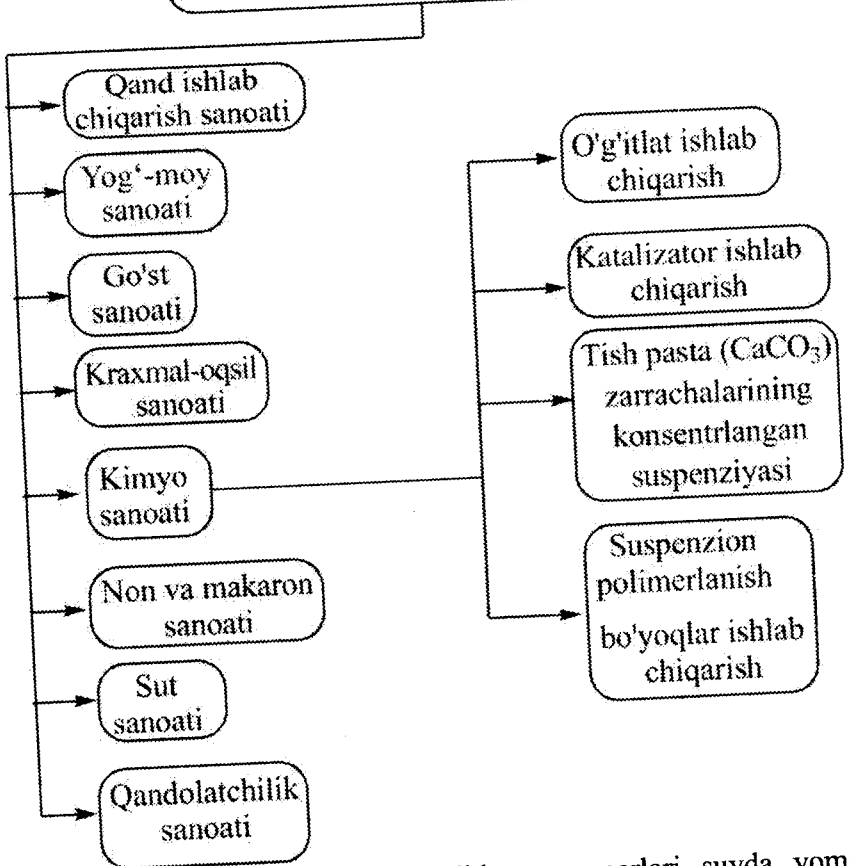 Qand ishlab
chiqarish sanoati
Yog‘-moy
sanoati
Go'st
sanoati
Kraxmal-oqsil
sanoati
Kimyo
sanoati
Non va makaron
sanoati
Sut
sanoati
Qandolatchilik
sanoati
O'g'itlat ishlab
chiqarish
Katalizator ishlab
chiqarish
Tish pasta (CaCO₃)
zarrachalarining
konsentrlangan
suspenziyasi
Suspenzion
polimerlanish
bo'yoqlar ishlab
chiqarish
suvda